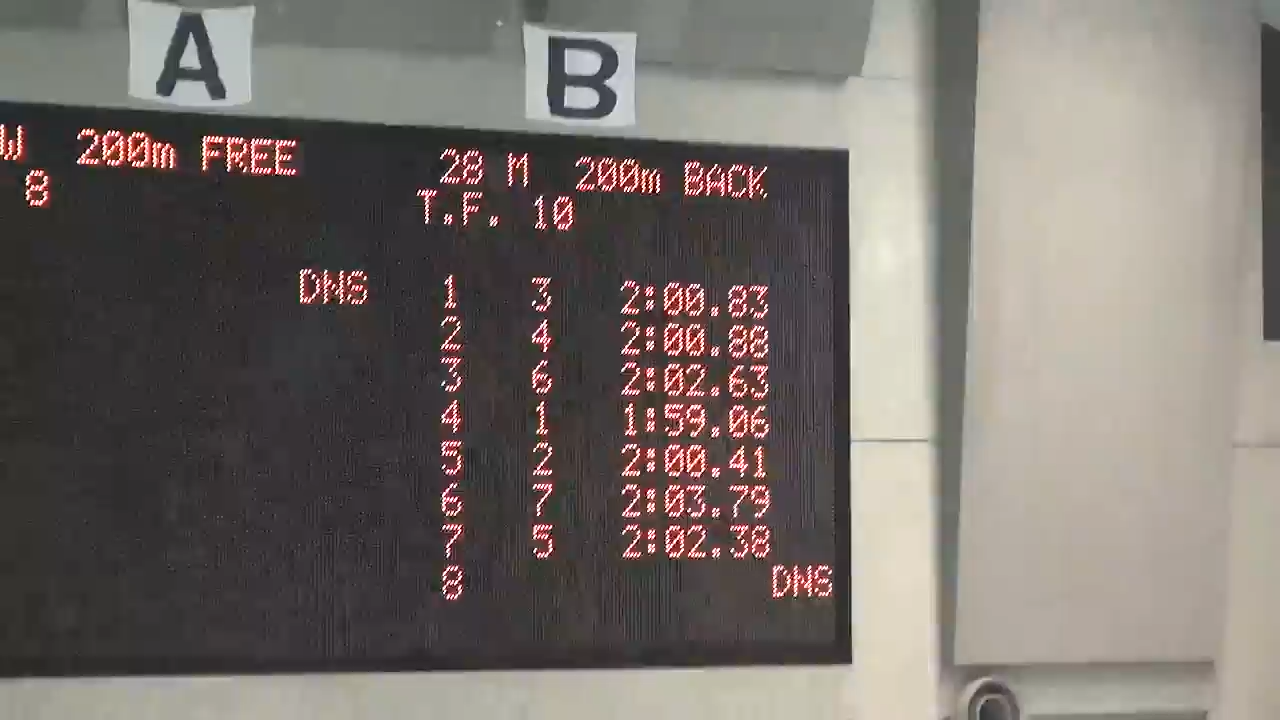 A B
W 200m FREE 28 M 200m BACK
8 T.F. 10
DNS 1 3 2:00.83
2 4 2:00.88
3 6 2:02.63
4 1 1:59.06
5 2 2:00.41
6 7 2:03.79
7 5 2:02.38
8 DNS